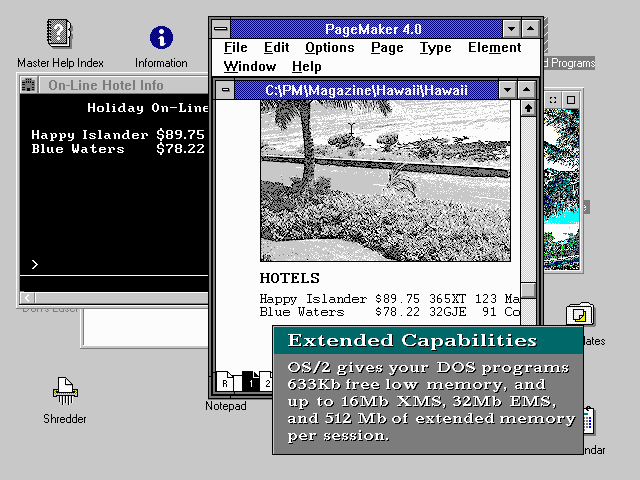 Master Help Index
Information
d Programs
On-Line Hotel Info
Holiday On-Line
Happy Islander $89.75
Blue Waters $78.22
>
PageMaker 4.0
File Edit Options Page Type Element
Window Help
C:\PM\Magazine\Hawaii\Hawaii
HOTELS
Happy Islander $89.75 365XT 123 Ma
Blue Waters $78.22 32GJE 91 Co
R 1 2
Extended Capabilities
OS/2 gives your DOS programs
633Kb free low memory, and
up to 16Mb XMS, 32Mb EMS,
and 512 Mb of extended memory
per session.
lates
Shredder
Notepad
ndar